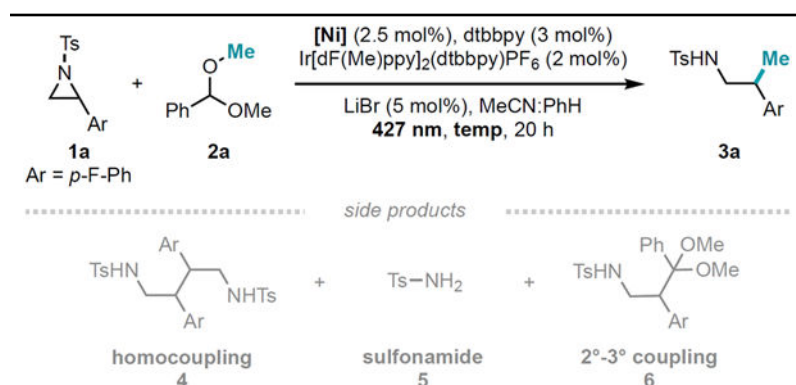 [Ni] (2.5 mol%), dtbbpy (3 mol%)
Ir[dF(Me)ppy]2(dtbbpy)PF6 (2 mol%)
LiBr (5 mol%), MeCN:PhH
427 nm, temp, 20 h
Ts
N
Ar
1a
Ar = p-F-Ph
+
O
Me
Ph
OMe
2a
TsHN
Me
Ar
3a
side products
Ar
TsHN
NHTs
Ar
homocoupling
4
+
Ts−NH2
sulfonamide
5
+
Ph
OMe
TsHN
OMe
Ar
2°-3° coupling
6